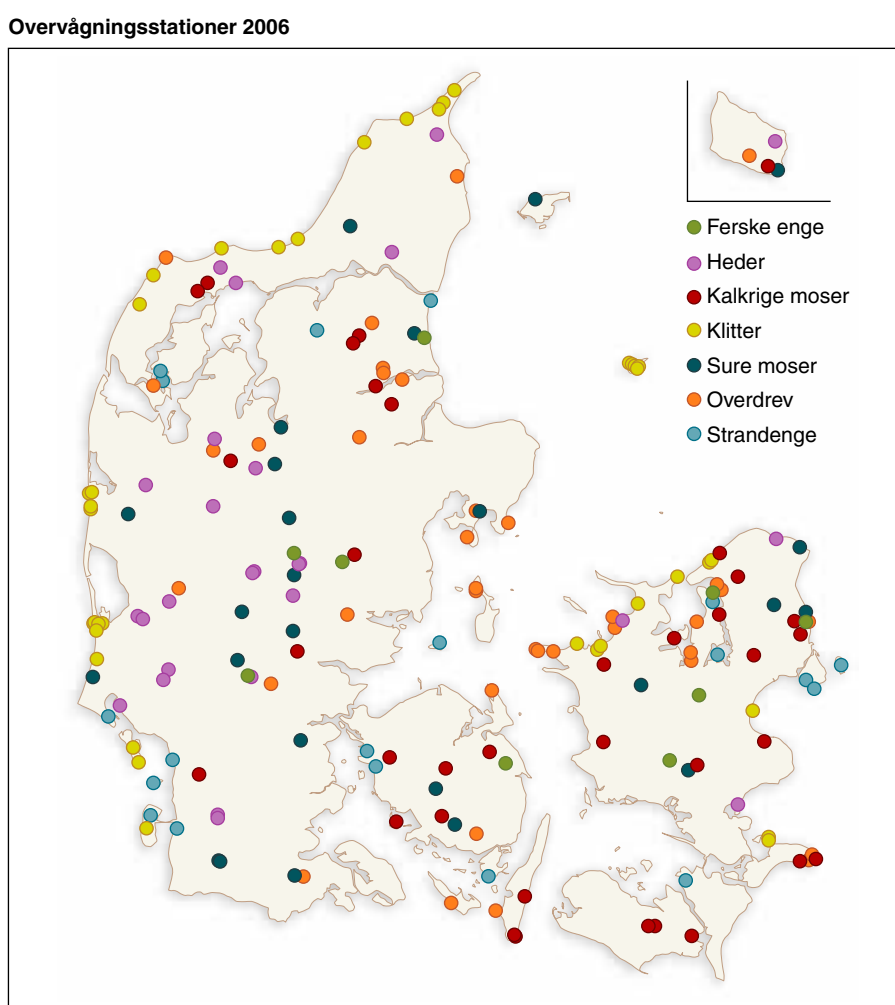 Overvågningsstationer 2006
Ferske enge
Heder
Kalkrige moser
Klitter
Sure moser
Overdrev
Strandenge